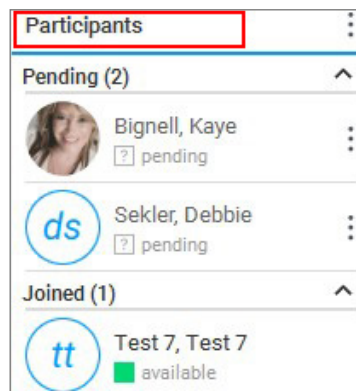 Participants
Pending (2)
Bignell, Kaye
? pending
ds
Sekler, Debbie
? pending
Joined (1)
tt
Test 7, Test 7
available